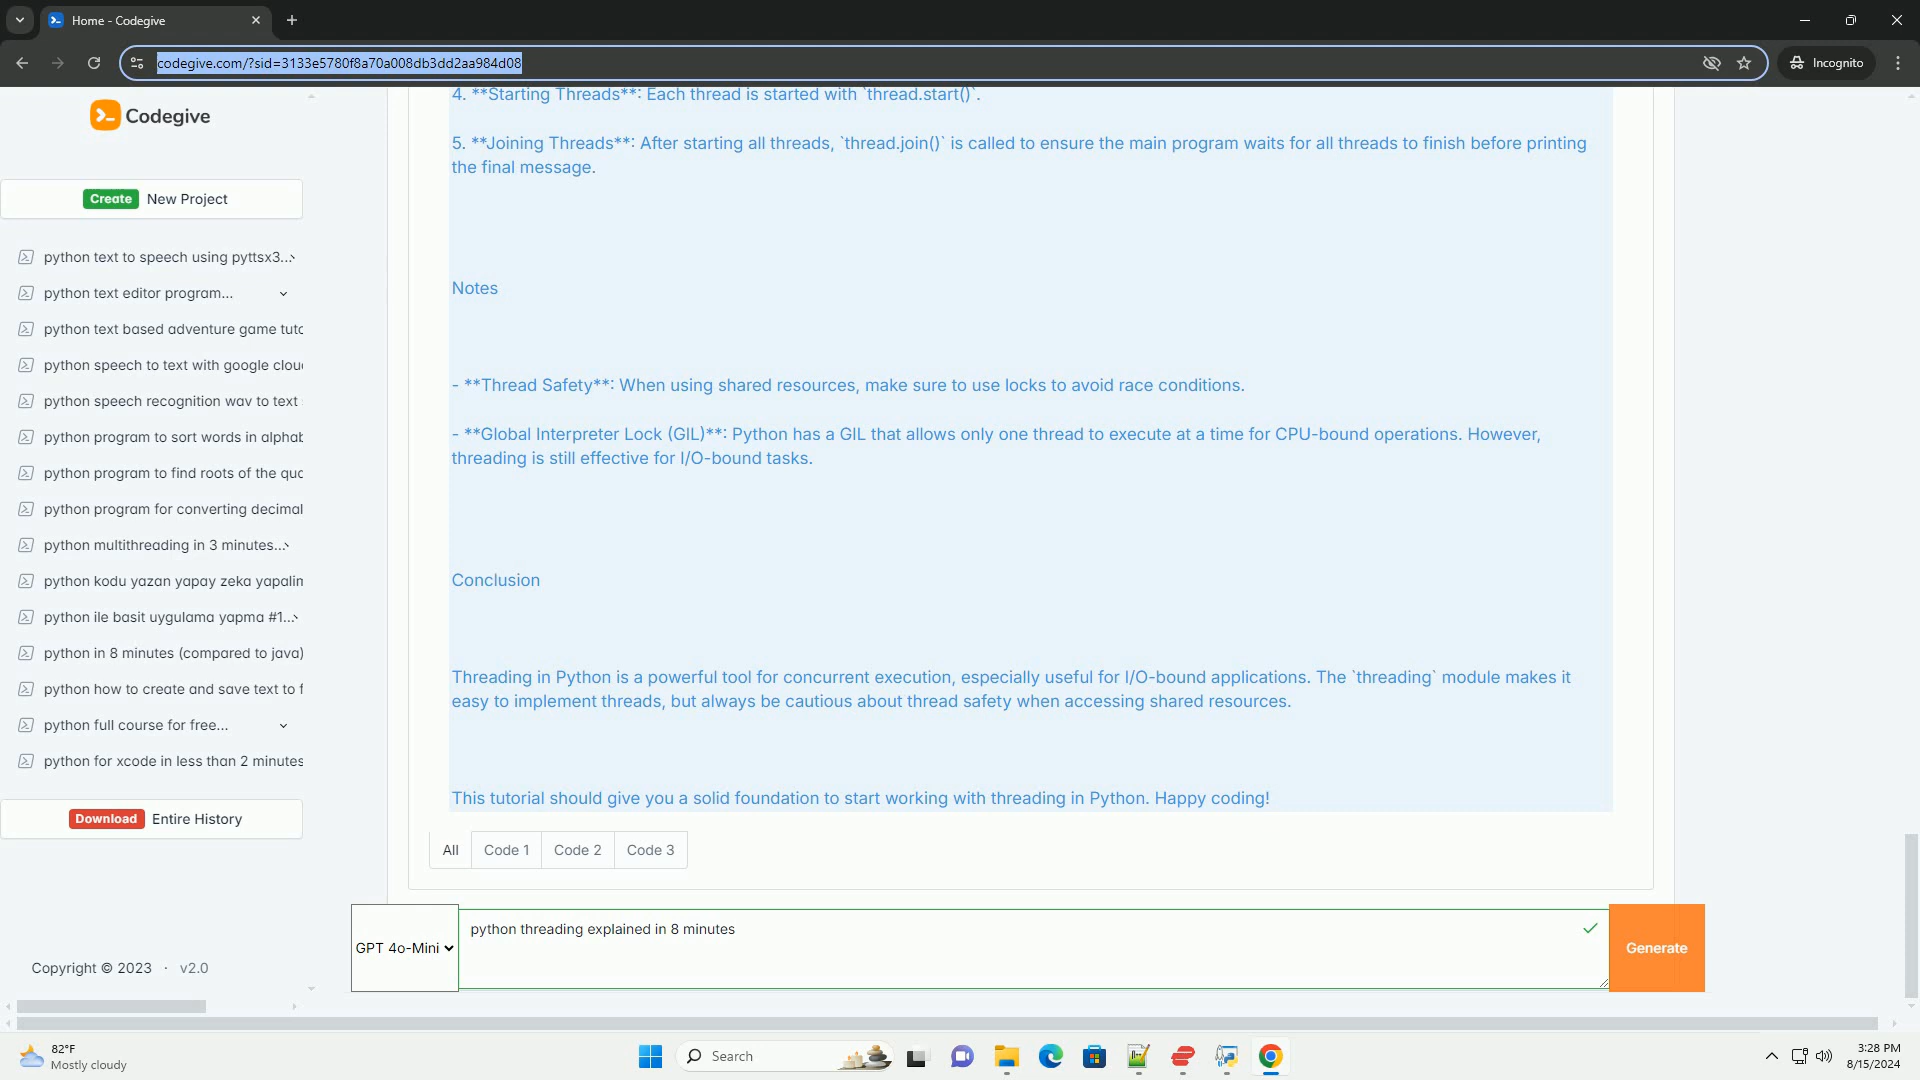 Home - Codegive
codegive.com/?sid=3133e5780f8a70a008db3dd2aa984d08
Incognito
Codegive
Create New Project
python text to speech using pyttsx3...
python text editor program...
python text based adventure game tuto
python speech to text with google clou
python speech recognition wav to text
python program to sort words in alphab
python program to find roots of the qua
python program for converting decimal
python multithreading in 3 minutes...
python kodu yazan yapay zeka yapalim
python ile basit uygulama yapma #1...
python in 8 minutes (compared to java)
python how to create and save text to f
python full course for free...
python for xcode in less than 2 minutes
Download Entire History
Copyright © 2023 · v2.0
4. **Starting Threads**: Each thread is started with `thread.start()`.
5. **Joining Threads**: After starting all threads, `thread.join()` is called to ensure the main program waits for all threads to finish before printing
the final message.
Notes
- **Thread Safety**: When using shared resources, make sure to use locks to avoid race conditions.
- **Global Interpreter Lock (GIL)**: Python has a GIL that allows only one thread to execute at a time for CPU-bound operations. However,
threading is still effective for I/O-bound tasks.
Conclusion
Threading in Python is a powerful tool for concurrent execution, especially useful for I/O-bound applications. The `threading` module makes it
easy to implement threads, but always be cautious about thread safety when accessing shared resources.
This tutorial should give you a solid foundation to start working with threading in Python. Happy coding!
All Code 1 Code 2 Code 3
GPT 4o-Mini
python threading explained in 8 minutes
Generate
82°F
Mostly cloudy
Search
3:28 PM
8/15/2024